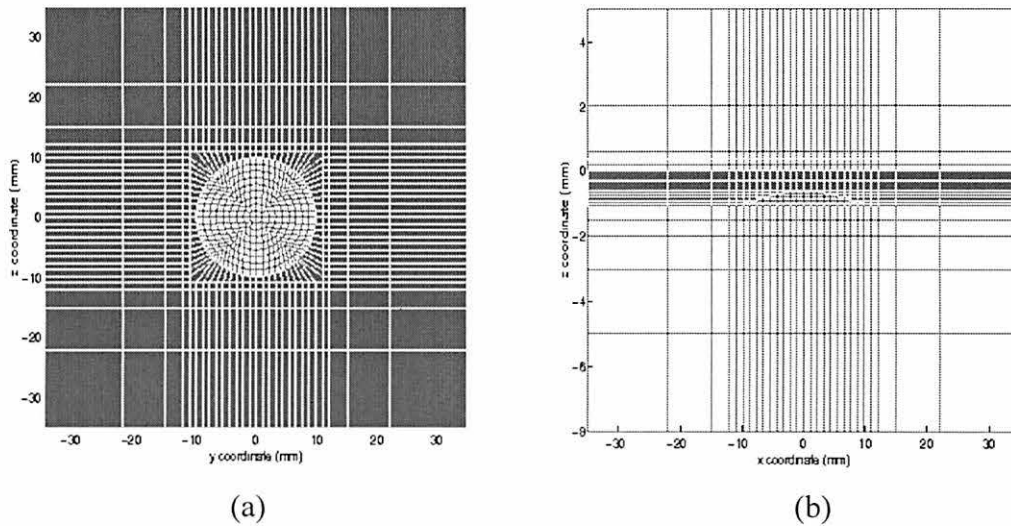 30
20
10
0
-10
-20
-30
z coordinate (mm)
-30 -20 -10 0 10 20 30
y coordinate (mm)
(a)
4
2
0
-2
-4
-6
-8
z coordinate (mm)
-30 -20 -10 0 10 20 30
x coordinate (mm)
(b)